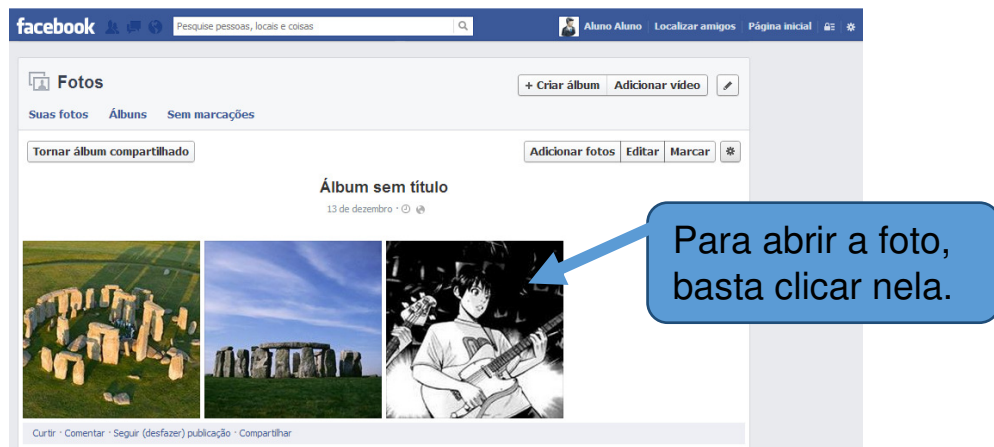 facebook Pesquise pessoas, locais e coisas Aluno Aluno Localizar amigos Página inicial
Fotos + Criar álbum Adicionar vídeo
Suas fotos Álbuns Sem marcações
Tornar álbum compartilhado Adicionar fotos Editar Marcar
Álbum sem título
13 de dezembro ·
Para abrir a foto,
basta clicar nela.
Curtir · Comentar · Seguir (desfazer) publicação · Compartilhar